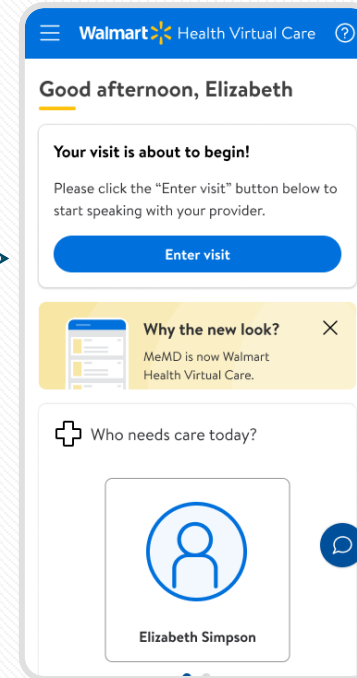 Walmart Health Virtual Care ?
Good afternoon, Elizabeth
Your visit is about to begin!
Please click the “Enter visit” button below to
start speaking with your provider.
Enter visit
Why the new look?
MeMD is now Walmart
Health Virtual Care.
Who needs care today?
Elizabeth Simpson